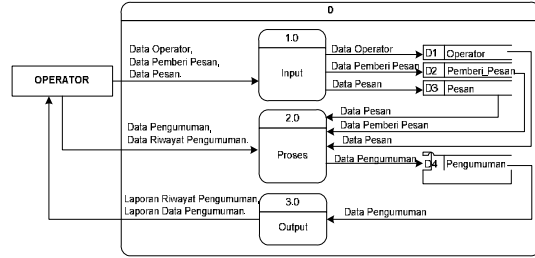 D
1.0
Input
Data Operator,
Data Pemberi Pesan,
Data Pesan.
Data Operator
Data Pemberi Pesan
Data Pesan
D1 Operator
D2 Pemberi_Pesan
D3 Pesan
OPERATOR
Data Pesan
Data Pemberi Pesan
Data Pesan
2.0
Proses
Data Pengumuman,
Data Riwayat Pengumuman.
Data Pengumuman
D4 Pengumuman
Laporan Riwayat Pengumuman,
Laporan Data Pengumuman.
3.0
Output
Data Pengumuman